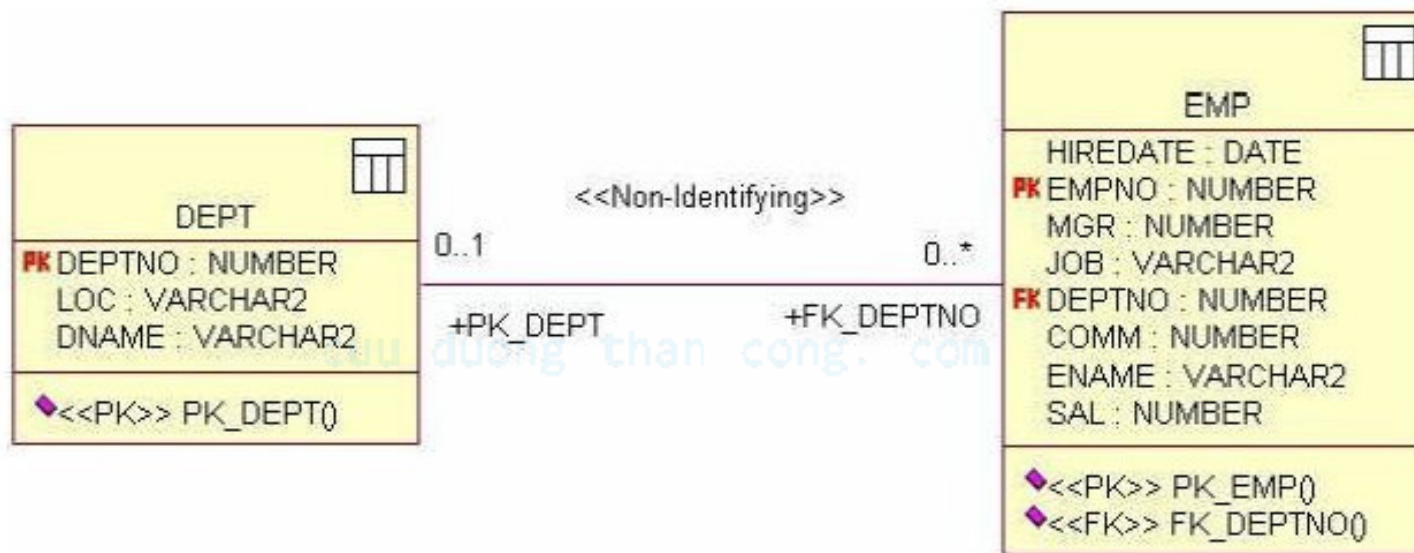 DEPT
PK DEPTNO : NUMBER
LOC : VARCHAR2
DNAME : VARCHAR2
<<PK>> PK_DEPT()
<<Non-Identifying>>
0..1
0..*
+PK_DEPT
+FK_DEPTNO
cuu duong than cong. com
EMP
HIREDATE : DATE
PK EMPNO : NUMBER
MGR : NUMBER
JOB : VARCHAR2
FK DEPTNO : NUMBER
COMM : NUMBER
ENAME : VARCHAR2
SAL : NUMBER
<<PK>> PK_EMP()
<<FK>> FK_DEPTNO()